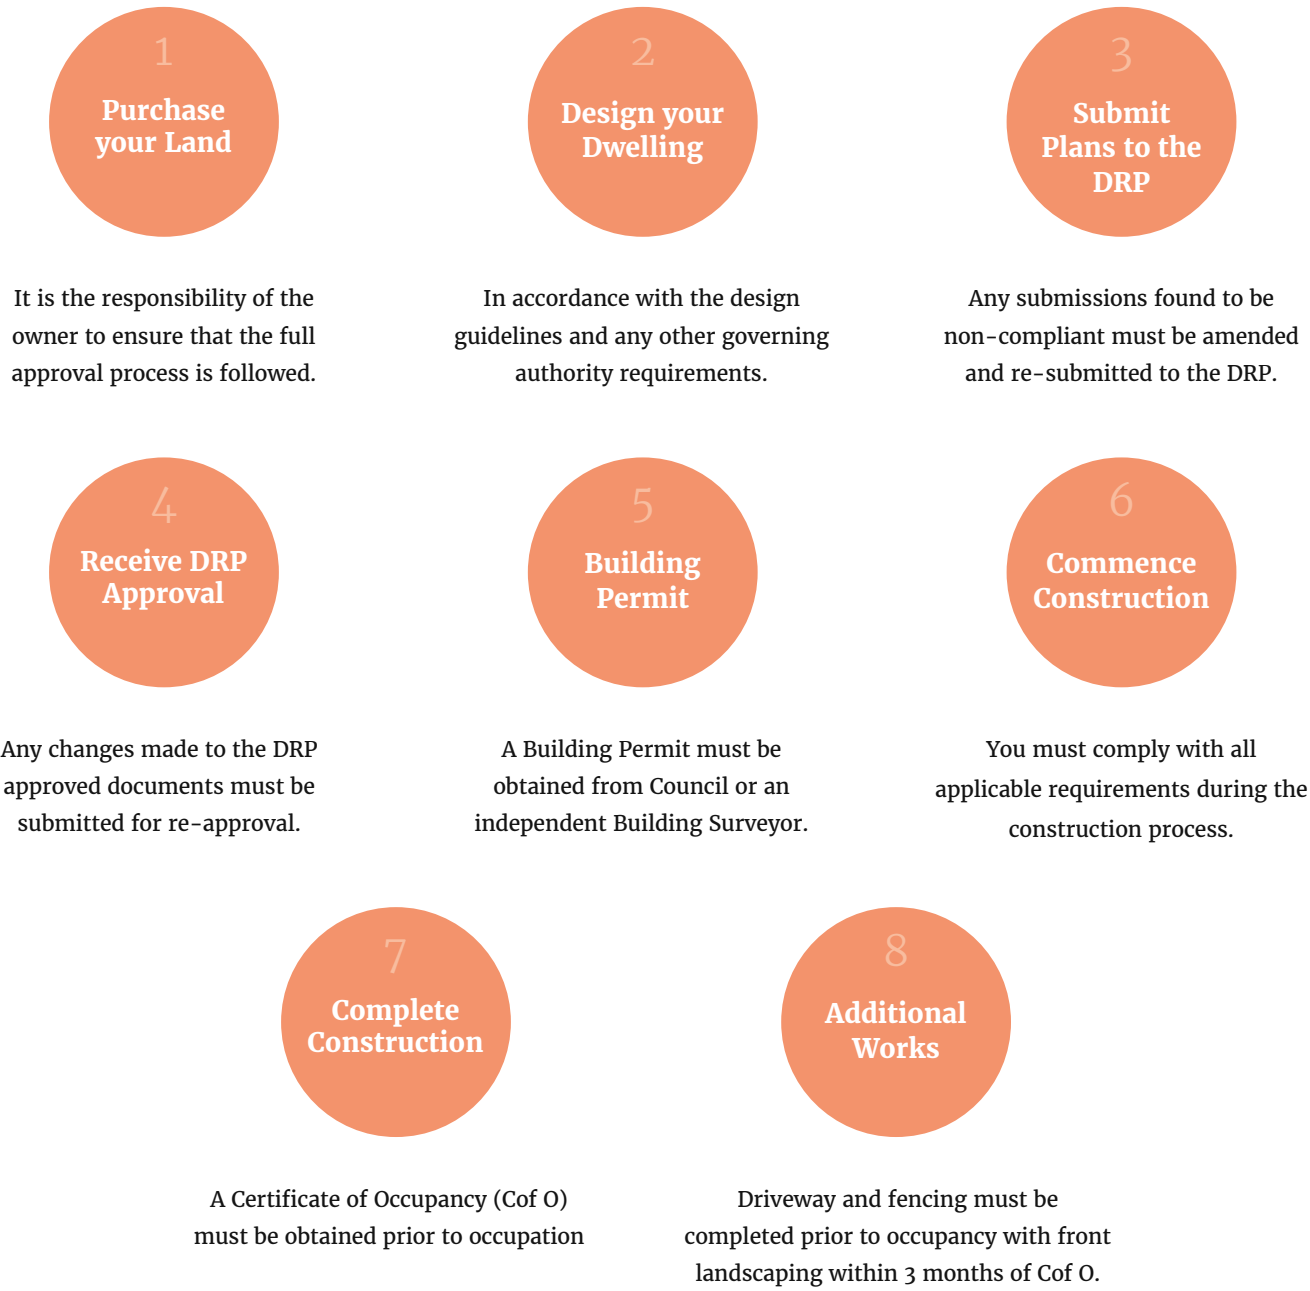 1
Purchase
your Land
It is the responsibility of the
owner to ensure that the full
approval process is followed.
2
Design your
Dwelling
In accordance with the design
guidelines and any other governing
authority requirements.
3
Submit
Plans to the
DRP
Any submissions found to be
non-compliant must be amended
and re-submitted to the DRP.
4
Receive DRP
Approval
Any changes made to the DRP
approved documents must be
submitted for re-approval.
5
Building
Permit
A Building Permit must be
obtained from Council or an
independent Building Surveyor.
6
Commence
Construction
You must comply with all
applicable requirements during the
construction process.
7
Complete
Construction
A Certificate of Occupancy (Cof O)
must be obtained prior to occupation
8
Additional
Works
Driveway and fencing must be
completed prior to occupancy with front
landscaping within 3 months of Cof O.